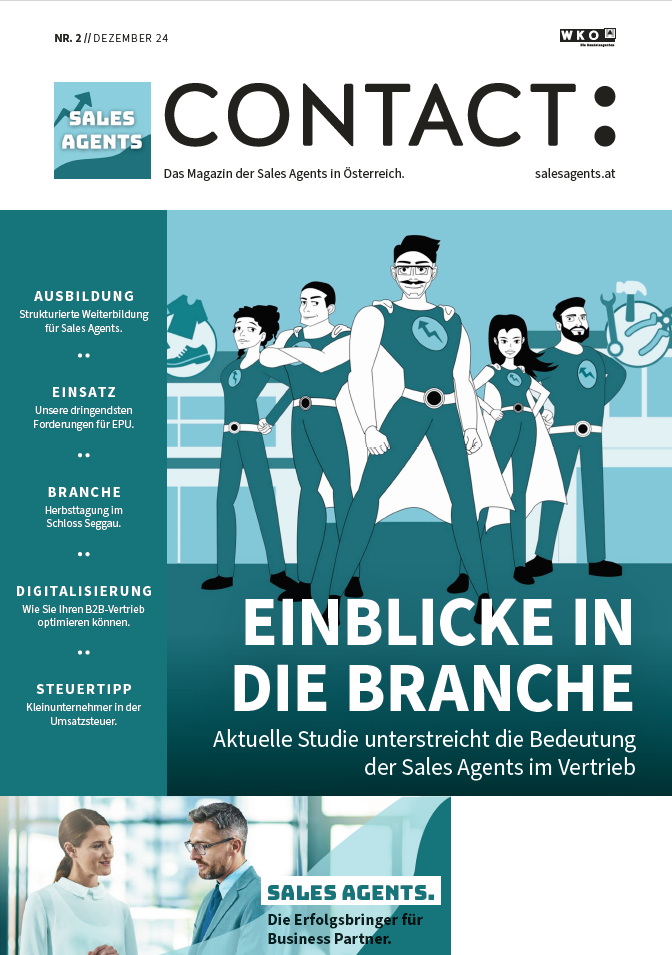 NR. 2 // DEZEMBER 24
WKO
Die Handelsagenten
SALES
AGENTS
CONTACT:
Das Magazin der Sales Agents in Österreich.
salesagents.at
AUSBILDUNG
Strukturierte Weiterbildung
für Sales Agents.
EINSATZ
Unsere dringendsten
Forderungen für EPU.
BRANCHE
Herbsttagung im
Schloss Seggau.
DIGITALISIERUNG
Wie Sie Ihren B2B-Vertrieb
optimieren können.
STEUERTIPP
Kleinunternehmer in der
Umsatzsteuer.
EINBLICKE IN
DIE BRANCHE
Aktuelle Studie unterstreicht die Bedeutung
der Sales Agents im Vertrieb
SALES AGENTS.
Die Erfolgsbringer für
Business Partner.